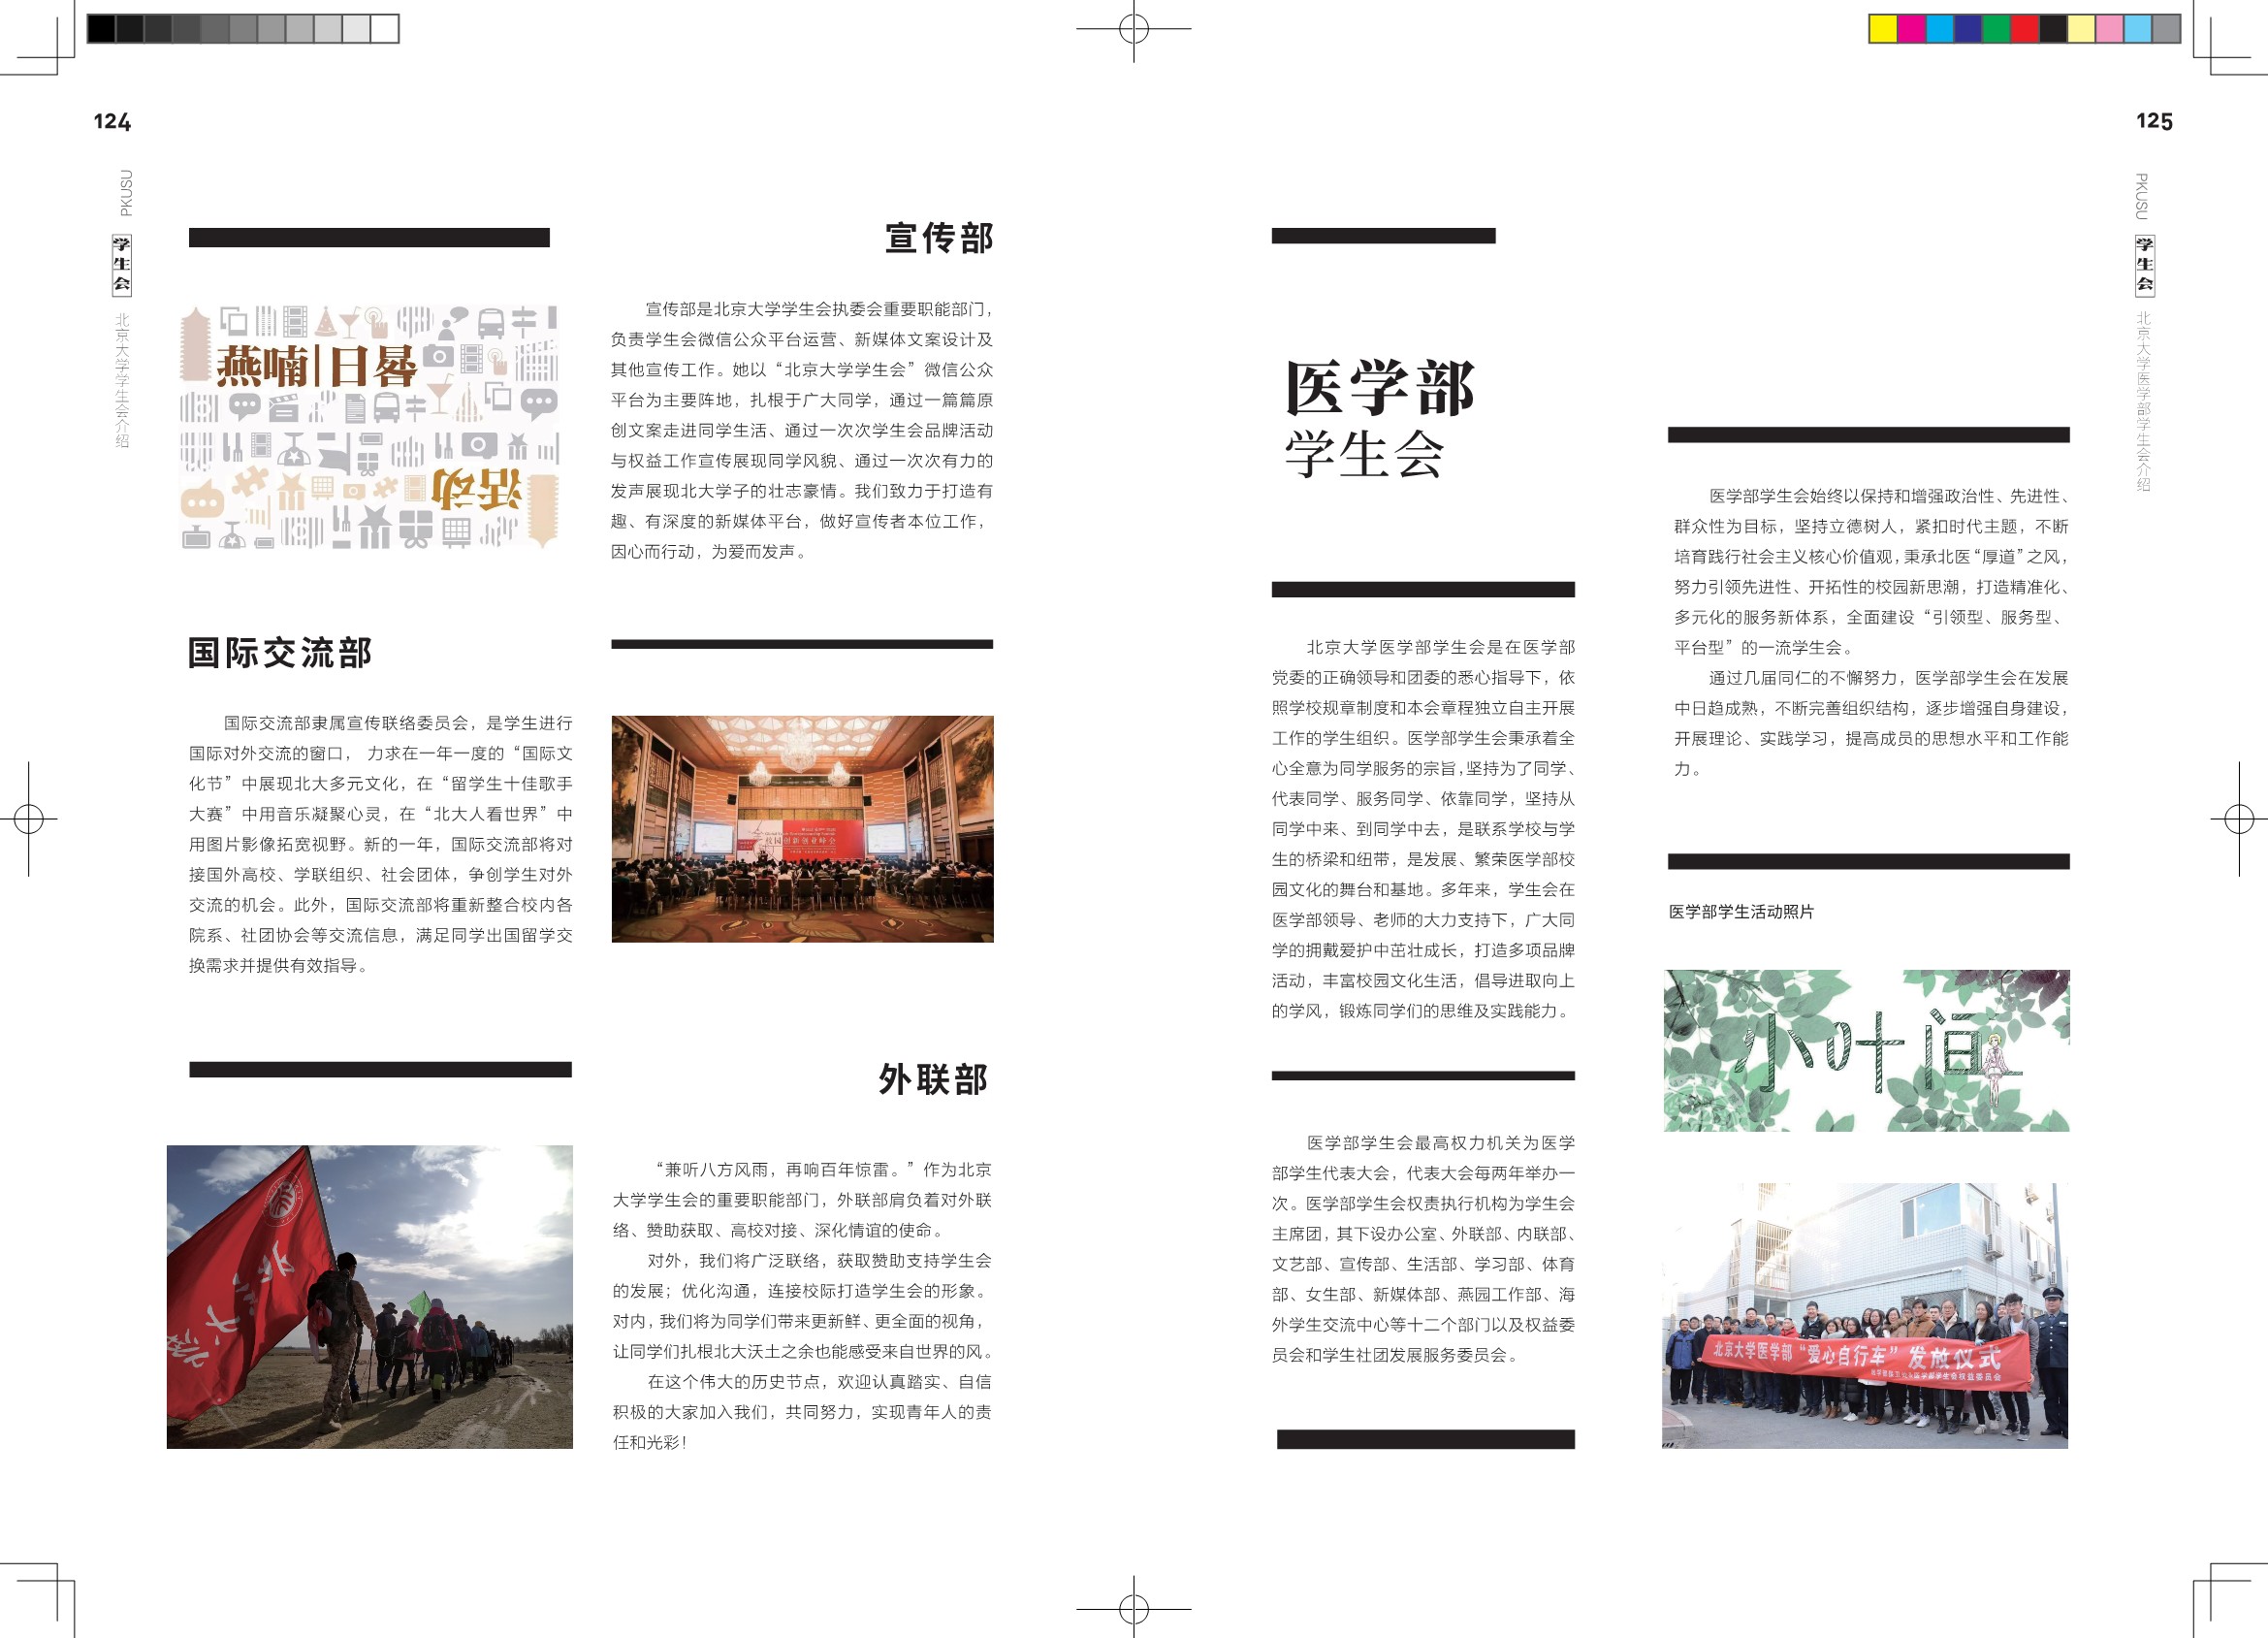 124
PKUSU
学生会
北京大学学生会介绍
燕喃|日晷
活动
宣传部
宣传部是北京大学学生会执委会重要职能部门，
负责学生会微信公众平台运营、新媒体文案设计及
其他宣传工作。她以“北京大学学生会”微信公众
平台为主要阵地，扎根于广大同学，通过一篇篇原
创文案走进同学生活、通过一次次学生会品牌活动
与权益工作宣传展现同学风貌、通过一次次有力的
发声展现北大学子的壮志豪情。我们致力于打造有
趣、有深度的新媒体平台，做好宣传者本位工作，
因心而行动，为爱而发声。
国际交流部
国际交流部隶属宣传联络委员会，是学生进行
国际对外交流的窗口， 力求在一年一度的“国际文
化节”中展现北大多元文化，在“留学生十佳歌手
大赛”中用音乐凝聚心灵，在“北大人看世界”中
用图片影像拓宽视野。新的一年，国际交流部将对
接国外高校、学联组织、社会团体，争创学生对外
交流的机会。此外，国际交流部将重新整合校内各
院系、社团协会等交流信息，满足同学出国留学交
换需求并提供有效指导。
校园创新创业峰会
外联部
“兼听八方风雨，再响百年惊雷。”作为北京
大学学生会的重要职能部门，外联部肩负着对外联
络、赞助获取、高校对接、深化情谊的使命。
对外，我们将广泛联络，获取赞助支持学生会
的发展；优化沟通，连接校际打造学生会的形象。
对内，我们将为同学们带来更新鲜、更全面的视角，
让同学们扎根北大沃土之余也能感受来自世界的风。
在这个伟大的历史节点，欢迎认真踏实、自信
积极的大家加入我们，共同努力，实现青年人的责
任和光彩！
125
PKUSU
学生会
北京大学医学部学生会介绍
医学部
学生会
北京大学医学部学生会是在医学部
党委的正确领导和团委的悉心指导下，依
照学校规章制度和本会章程独立自主开展
工作的学生组织。医学部学生会秉承着全
心全意为同学服务的宗旨，坚持为了同学、
代表同学、服务同学、依靠同学，坚持从
同学中来、到同学中去，是联系学校与学
生的桥梁和纽带，是发展、繁荣医学部校
园文化的舞台和基地。多年来，学生会在
医学部领导、老师的大力支持下，广大同
学的拥戴爱护中茁壮成长，打造多项品牌
活动，丰富校园文化生活，倡导进取向上
的学风，锻炼同学们的思维及实践能力。
医学部学生会最高权力机关为医学
部学生代表大会，代表大会每两年举办一
次。医学部学生会权责执行机构为学生会
主席团，其下设办公室、外联部、内联部、
文艺部、宣传部、生活部、学习部、体育
部、女生部、新媒体部、燕园工作部、海
外学生交流中心等十二个部门以及权益委
员会和学生社团发展服务委员会。
医学部学生会始终以保持和增强政治性、先进性、
群众性为目标，坚持立德树人，紧扣时代主题，不断
培育践行社会主义核心价值观，秉承北医“厚道”之风，
努力引领先进性、开拓性的校园新思潮，打造精准化、
多元化的服务新体系，全面建设“引领型、服务型、
平台型”的一流学生会。
通过几届同仁的不懈努力，医学部学生会在发展
中日趋成熟，不断完善组织结构，逐步增强自身建设，
开展理论、实践学习，提高成员的思想水平和工作能
力。
医学部学生活动照片
小叶间
北京大学医学部“爱心自行车”发放仪式